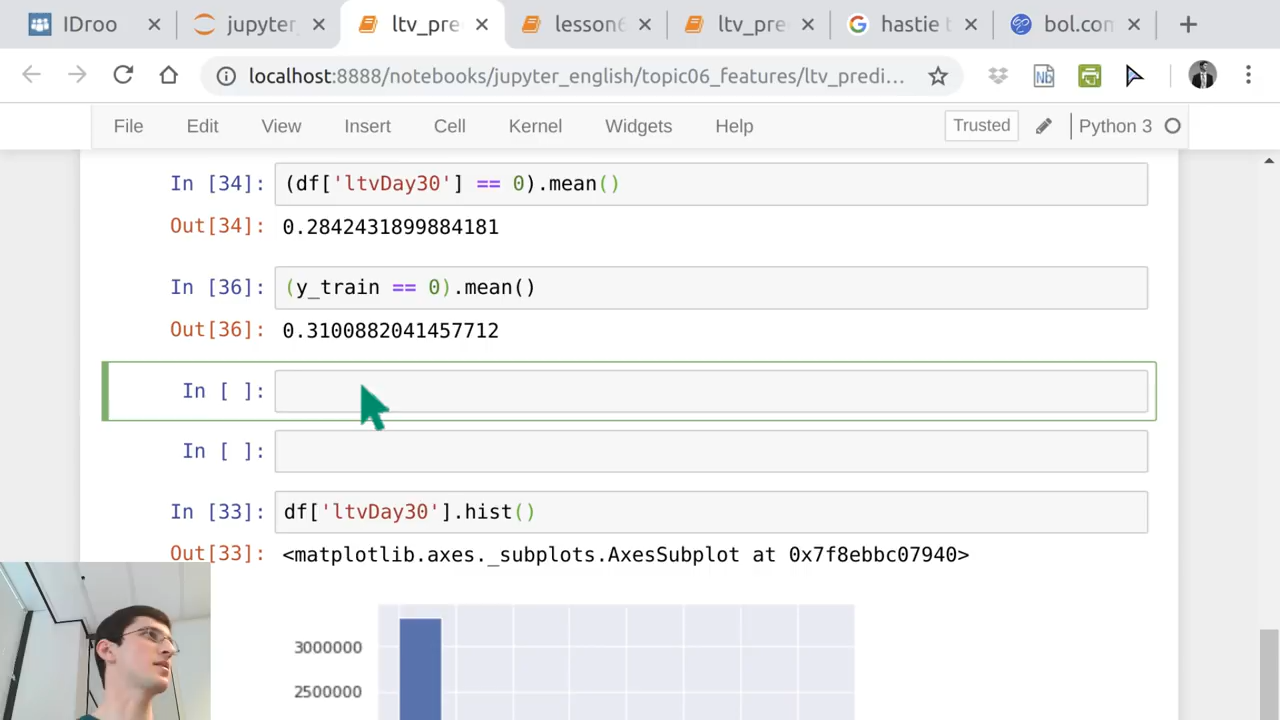 IDroo
jupyter_
ltv_pre
lesson6
ltv_pre
hastie t
bol.com
localhost:8888/notebooks/jupyter_english/topic06_features/ltv_predi…
Nb
File Edit View Insert Cell Kernel Widgets Help Trusted Python 3
In [34]: (df['ltvDay30'] == 0).mean()
Out[34]: 0.2842431899884181
In [36]: (y_train == 0).mean()
Out[36]: 0.3100882041457712
In [ ]:
In [ ]:
In [33]: df['ltvDay30'].hist()
Out[33]: <matplotlib.axes._subplots.AxesSubplot at 0x7f8ebbc07940>
3000000
2500000